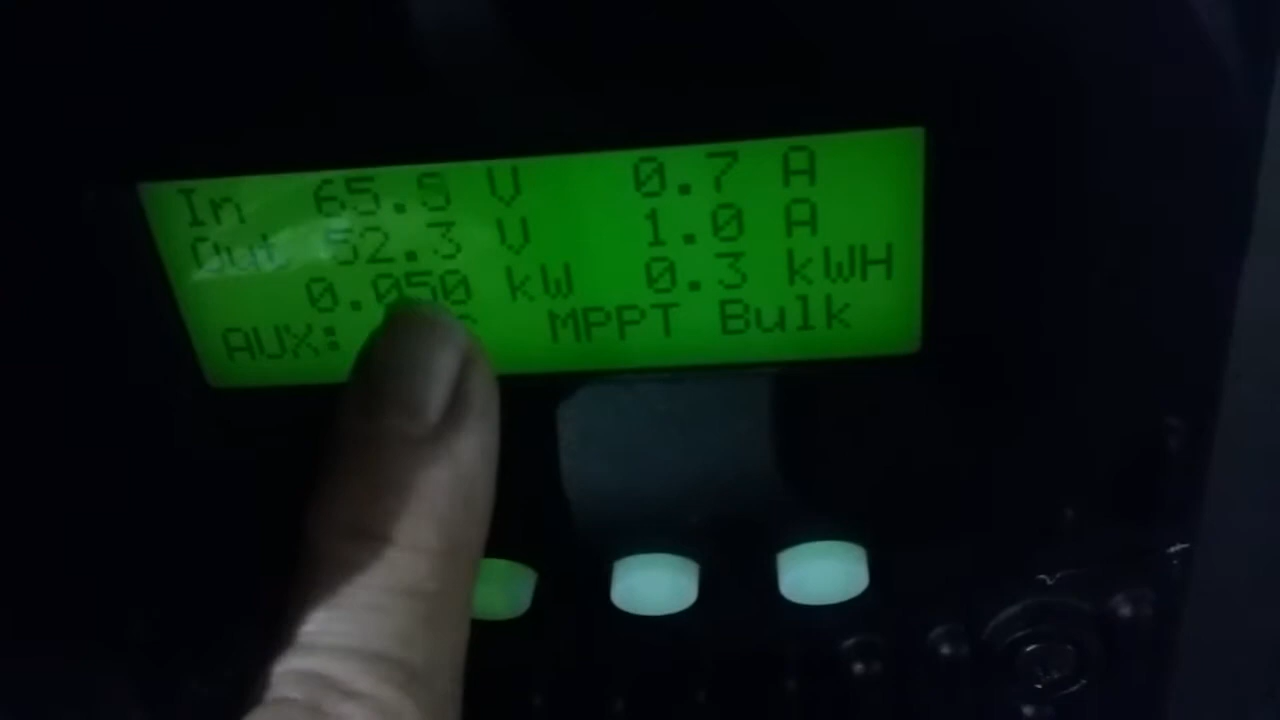 In 65.8 V 0.7 A
Out 52.3 V 1.0 A
0.050 kW 0.3 kWH
AUX: MPPT Bulk